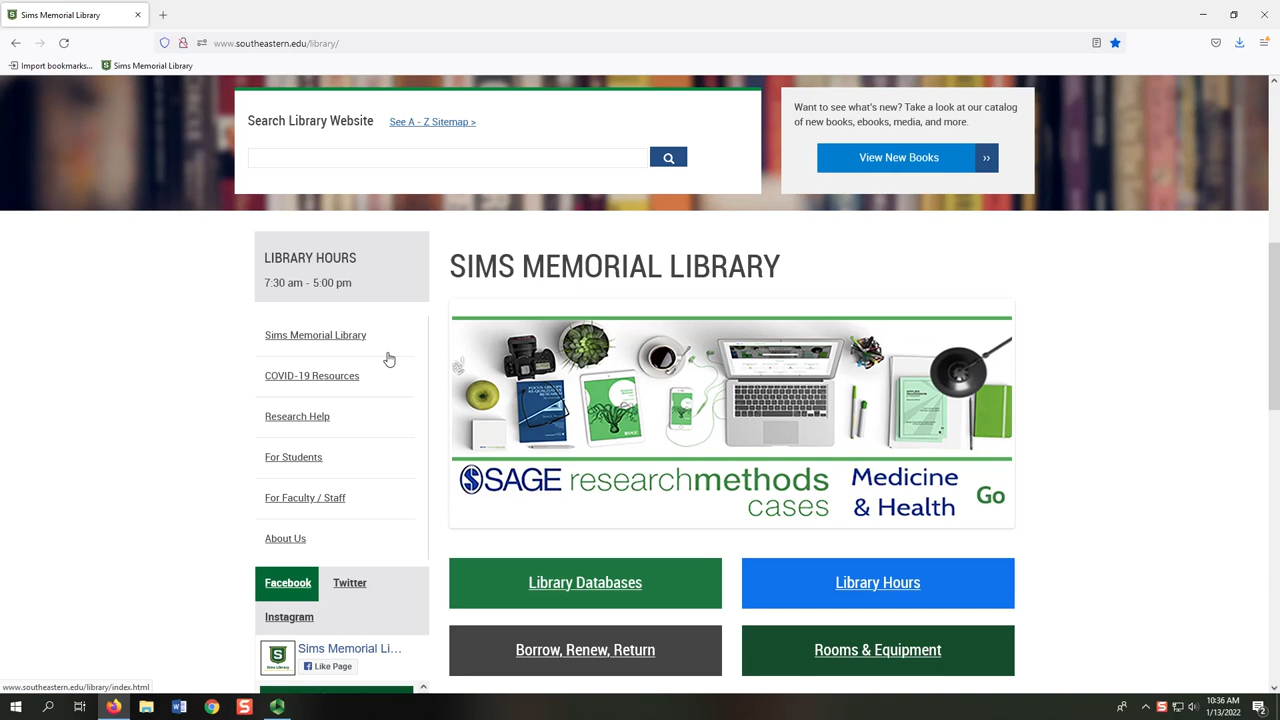 Sims Memorial Library
www.southeastern.edu/library/
Import bookmarks...
Sims Memorial Library
Search Library Website
See A - Z Sitemap >
Want to see what's new? Take a look at our catalog
of new books, ebooks, media, and more.
View New Books
LIBRARY HOURS
7:30 am - 5:00 pm
Sims Memorial Library
COVID-19 Resources
Research Help
For Students
For Faculty / Staff
About Us
Facebook
Twitter
Instagram
Sims Memorial Li...
Like Page
SIMS MEMORIAL LIBRARY
SAGE researchmethods
cases
Medicine
& Health
Go
Library Databases
Library Hours
Borrow, Renew, Return
Rooms & Equipment
www.southeastern.edu/library/index.html
10:36 AM
1/13/2022